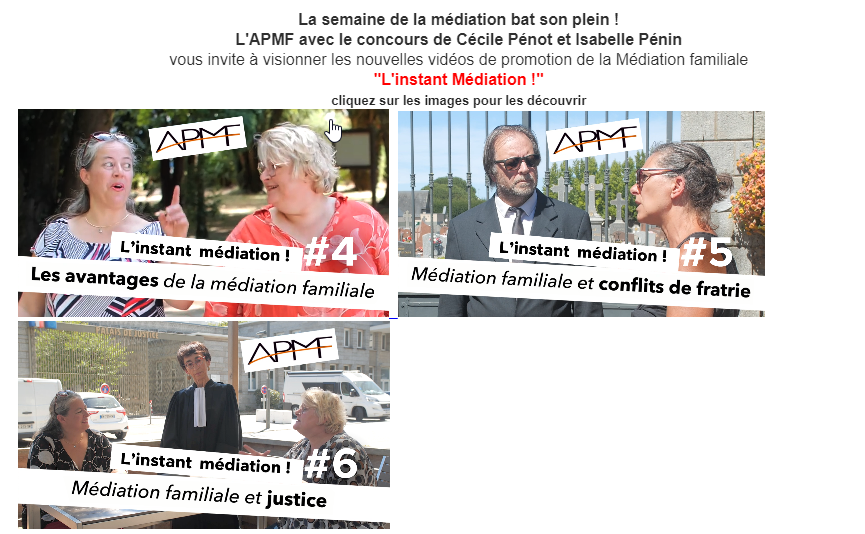 La semaine de la médiation bat son plein !
L'APMF avec le concours de Cécile Pénot et Isabelle Pénin
vous invite à visionner les nouvelles vidéos de promotion de la Médiation familiale
"L'instant Médiation !"
cliquez sur les images pour les découvrir
APMF
L'instant médiation ! #4
Les avantages de la médiation familiale
APMF
L'instant médiation ! #5
Médiation familiale et conflits de fratrie
PALAIS DE JUSTICE
APMF
L'instant médiation ! #6
Médiation familiale et justice